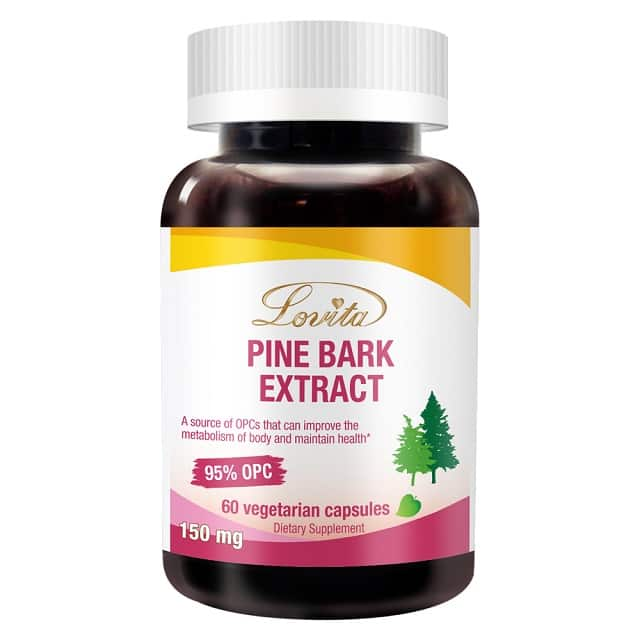 Lovita
PINE BARK
EXTRACT
A source of OPCs that can improve the
metabolism of body and maintain health*
95% OPC
60 vegetarian capsules
Dietary Supplement
150 mg